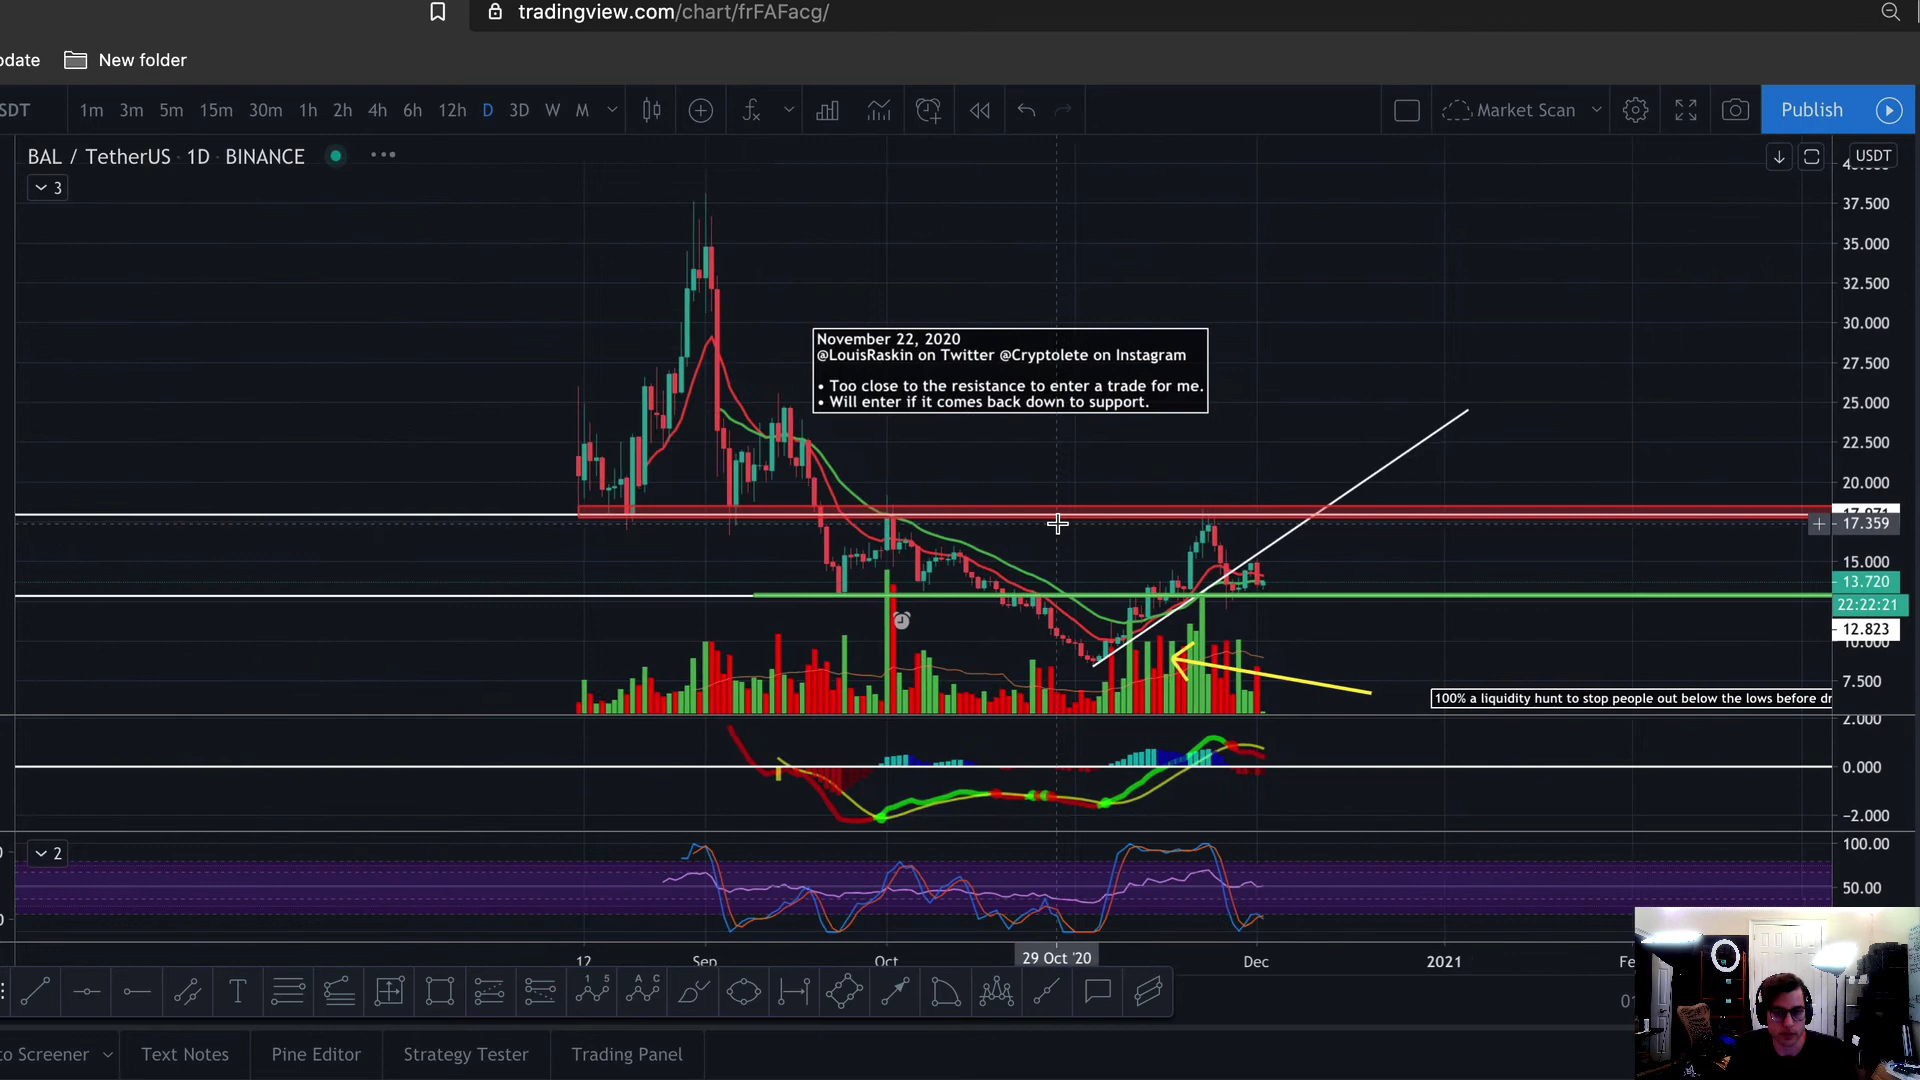 tradingview.com/chart/frFAFacg/
New folder
1m 3m 5m 15m 30m 1h 2h 4h 6h 12h D 3D W M
Market Scan
Publish
BAL / TetherUS · 1D · BINANCE
USDT
3
37.500
35.000
32.500
30.000
27.500
25.000
22.500
20.000
November 22, 2020
@LouisRaskin on Twitter @Cryptolete on Instagram
• Too close to the resistance to enter a trade for me.
• Will enter if it comes back down to support.
17.359
15.000
13.720
22:22:21
12.823
7.500
100% a liquidity hunt to stop people out below the lows before
2.000
0.000
-2.000
2
100.00
50.00
12 Sep Oct 29 Oct '20 Dec 2021
Screener
Text Notes
Pine Editor
Strategy Tester
Trading Panel